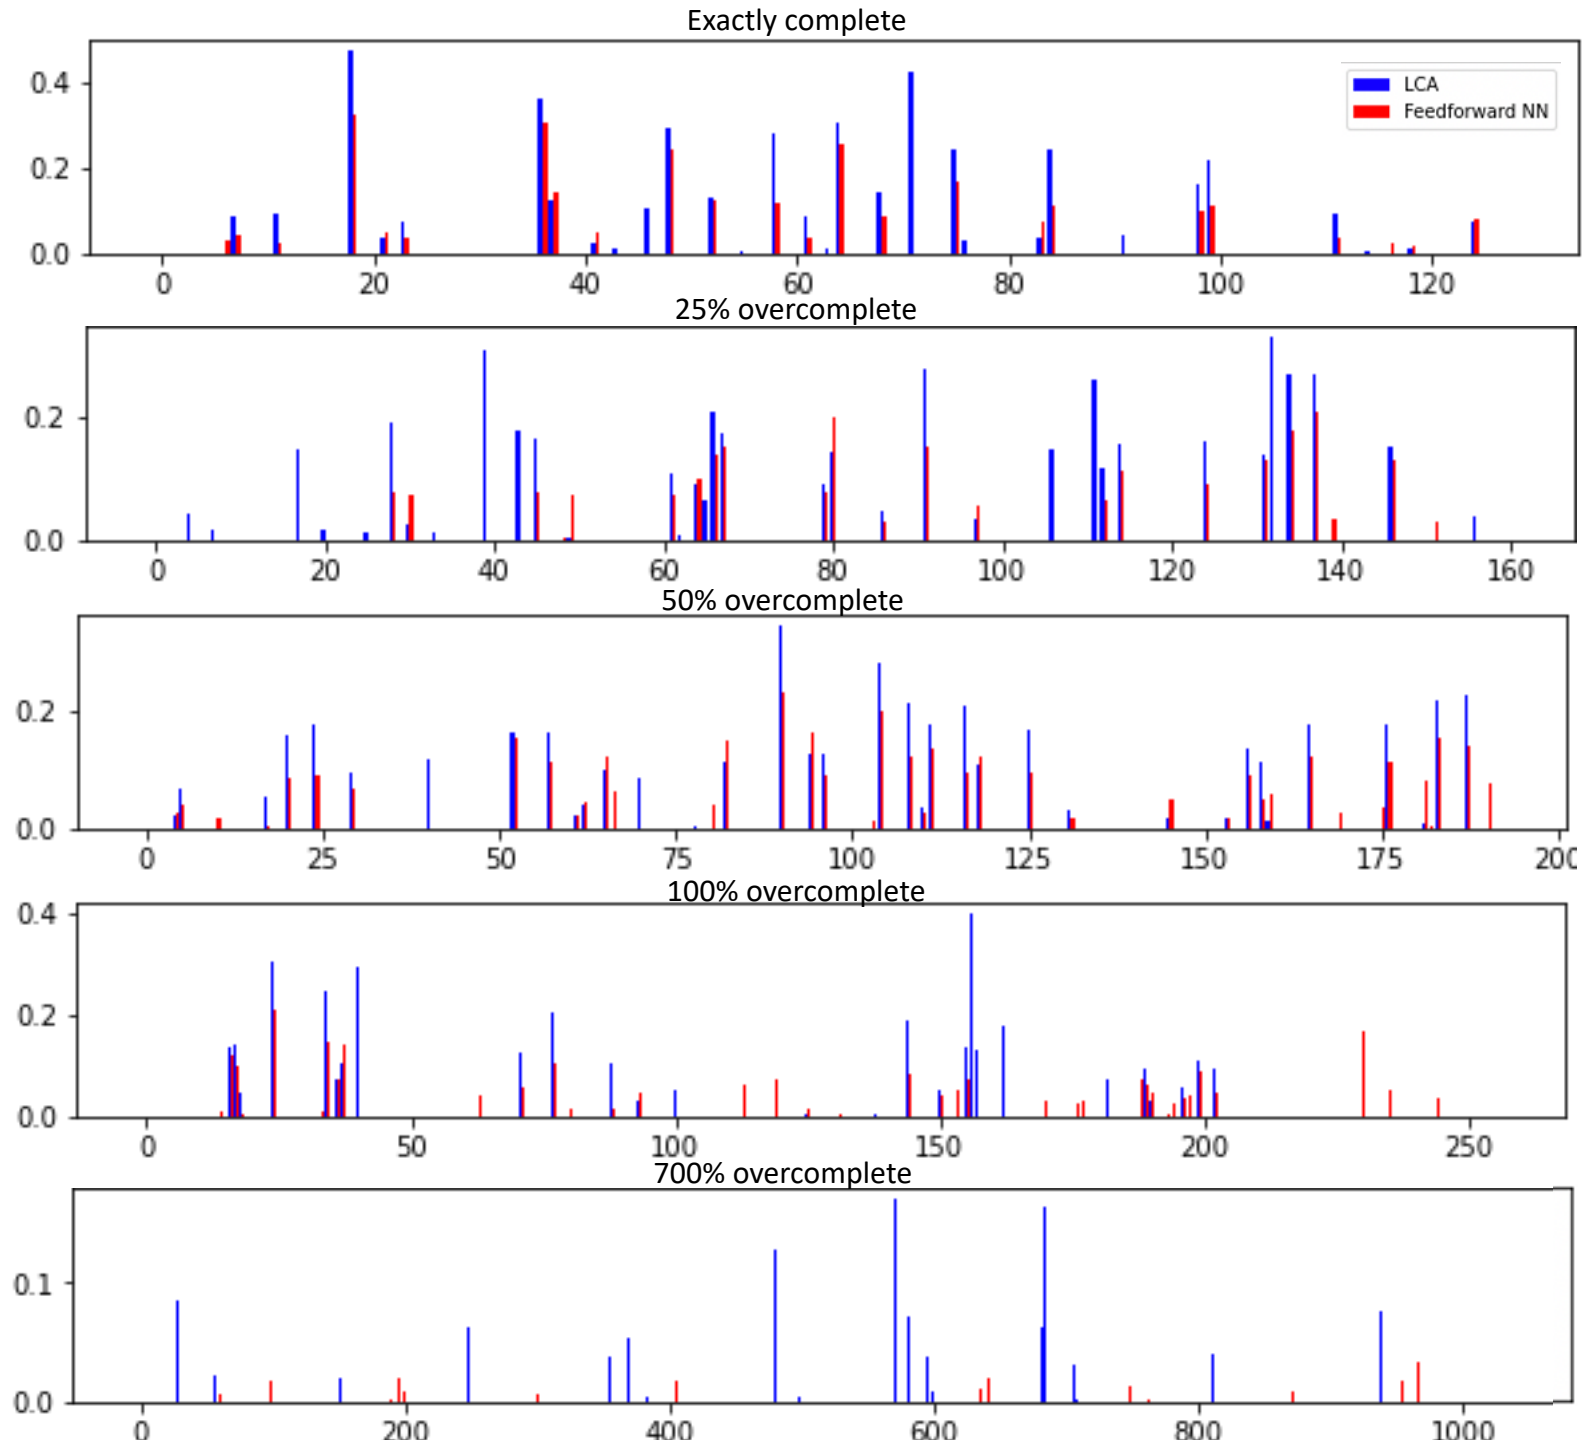 Exactly complete
0.4
0.2
0.0
LCA
Feedforward NN
0 20 40 60 80 100 120
25% overcomplete
0.2
0.0
0 20 40 60 80 100 120 140 160
50% overcomplete
0.2
0.0
0 25 50 75 100 125 150 175 200
100% overcomplete
0.4
0.2
0.0
0 50 100 150 200 250
700% overcomplete
0.1
0.0
0 200 400 600 800 1000